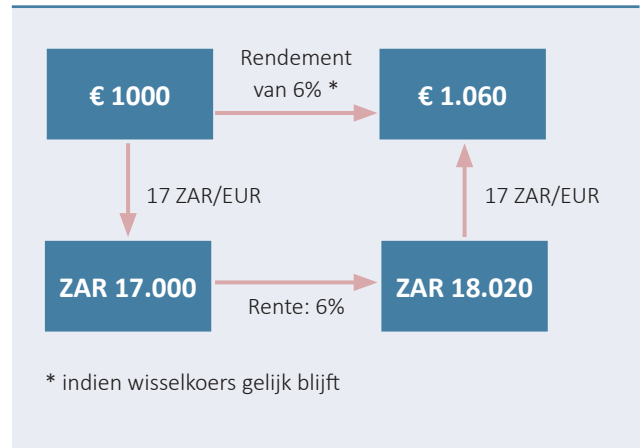 Rendement
van 6% *
€ 1000
€ 1.060
17 ZAR/EUR
17 ZAR/EUR
ZAR 17.000
ZAR 18.020
Rente: 6%
* indien wisselkoers gelijk blijft